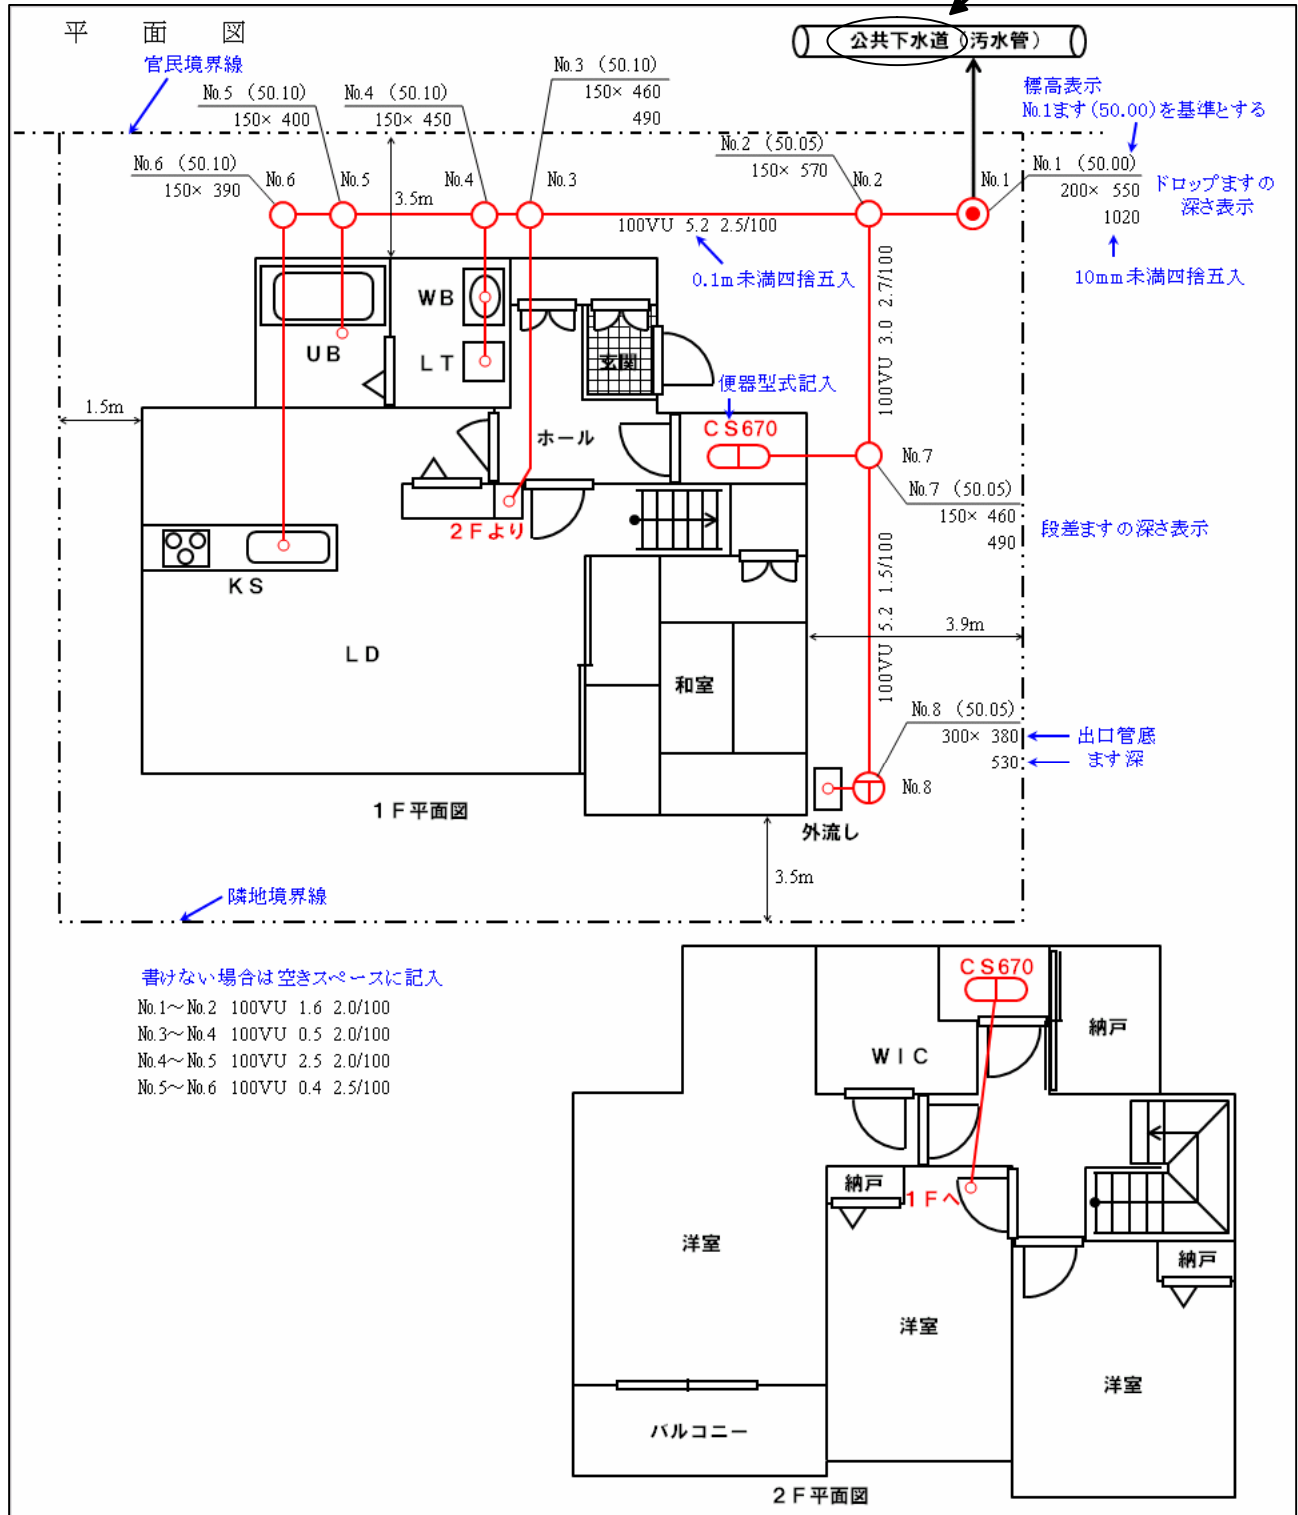 平　面　図
公共下水道（汚水管）
官民境界線
No.3 (50.10)
150× 460
490
No.5 (50.10)
150× 400
No.4 (50.10)
150× 450
標高表示
No.1ます(50.00)を基準とする
No.2 (50.05)
150× 570
No.6 (50.10)
150× 390
No.1 (50.00)
200× 550
1020
ドロップますの
深さ表示
No.6
No.5
No.4
No.3
No.2
No.1
3.5m
100VU 5.2 2.5/100
0.1m未満四捨五入
10mm未満四捨五入
100VU 3.0 2.7/100
WB
UB
LT
玄関
便器型式記入
1.5m
CS670
ホール
No.7
No.7 (50.05)
150× 460
490
段差ますの深さ表示
2Fより
KS
100VU 5.2 1.5/100
3.9m
LD
和室
No.8 (50.05)
300× 380
530
出口管底
ます深
No.8
1F平面図
外流し
3.5m
隣地境界線
書けない場合は空きスペースに記入
No.1～No.2 100VU 1.6 2.0/100
No.3～No.4 100VU 0.5 2.0/100
No.4～No.5 100VU 2.5 2.0/100
No.5～No.6 100VU 0.4 2.5/100
CS670
納戸
WIC
納戸
1Fへ
洋室
納戸
洋室
洋室
バルコニー
2F平面図